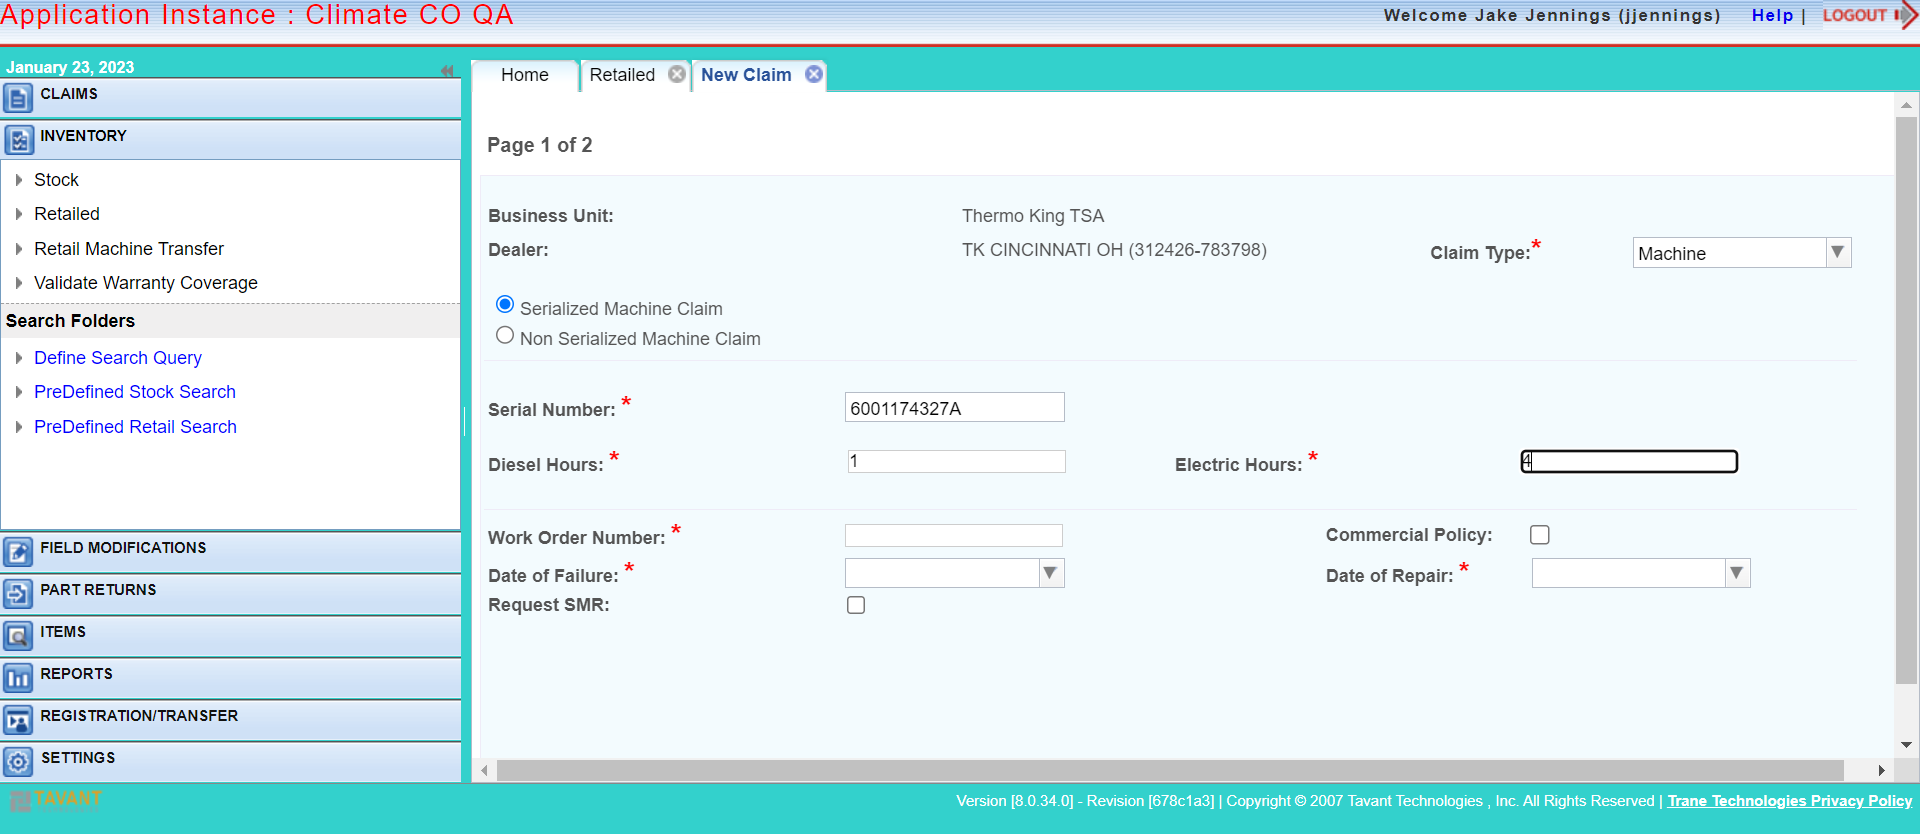 Application Instance : Climate CO QA
Welcome Jake Jennings (jjennings) Help | LOGOUT
January 23, 2023
Home Retailed New Claim
CLAIMS
INVENTORY
Stock
Retailed
Retail Machine Transfer
Validate Warranty Coverage
Search Folders
Define Search Query
PreDefined Stock Search
PreDefined Retail Search
FIELD MODIFICATIONS
PART RETURNS
ITEMS
REPORTS
REGISTRATION/TRANSFER
SETTINGS
Page 1 of 2
Business Unit: Thermo King TSA
Dealer: TK CINCINNATI OH (312426-783798) Claim Type:* Machine
Serialized Machine Claim
Non Serialized Machine Claim
Serial Number: * 6001174327A
Diesel Hours: * 1 Electric Hours: * 4
Work Order Number: * Commercial Policy:
Date of Failure: * Date of Repair: *
Request SMR:
TAVANT
Version [8.0.34.0] - Revision [678c1a3] | Copyright © 2007 Tavant Technologies , Inc. All Rights Reserved | Trane Technologies Privacy Policy